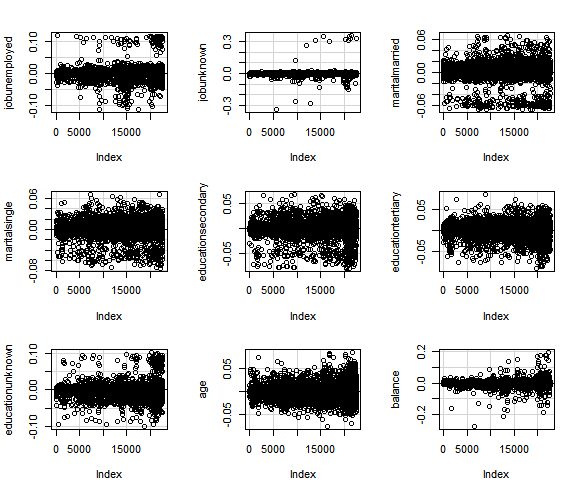 jobunemployed
-0.10 0.00 0.10
0 5000 15000
Index
jobunknown
-0.3 0.0 0.3
0 5000 15000
Index
maritalmarried
-0.06 0.00 0.06
0 5000 15000
Index
maritalsingle
-0.08 0.00 0.06
0 5000 15000
Index
educationsecondary
-0.05 0.05
0 5000 15000
Index
educationtertiary
-0.05 0.05
0 5000 15000
Index
educationunknown
-0.10 0.00 0.10
0 5000 15000
Index
age
-0.05 0.05
0 5000 15000
Index
balance
-0.2 0.0 0.2
0 5000 15000
Index